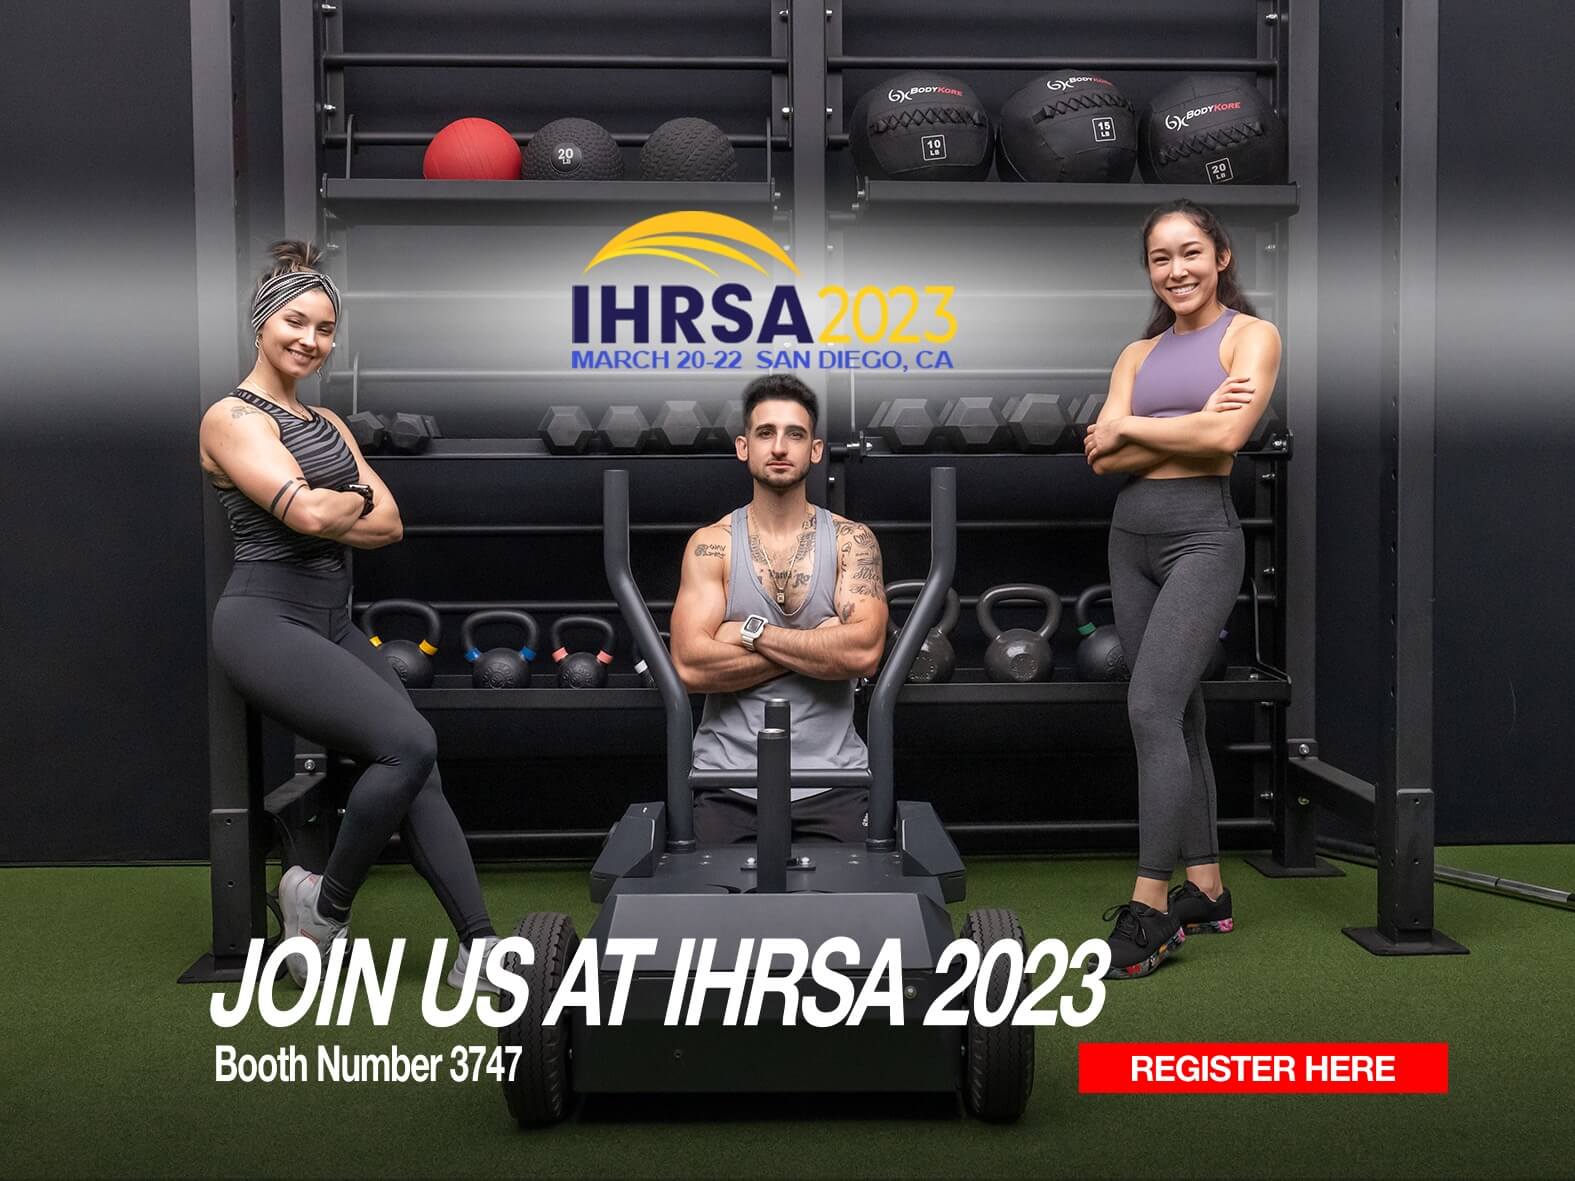 BODYKORE
BODYKORE
BODYKORE
10
LB
15
LB
20
LB
20
LB
IHRSA 2023
MARCH 20-22 SAN DIEGO, CA
JOIN US AT IHRSA 2023
Booth Number 3747
REGISTER HERE